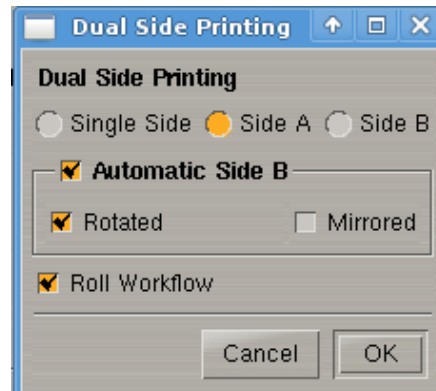 Dual Side Printing
Dual Side Printing
Single Side Side A Side B
Automatic Side B
Rotated Mirrored
Roll Workflow
Cancel OK